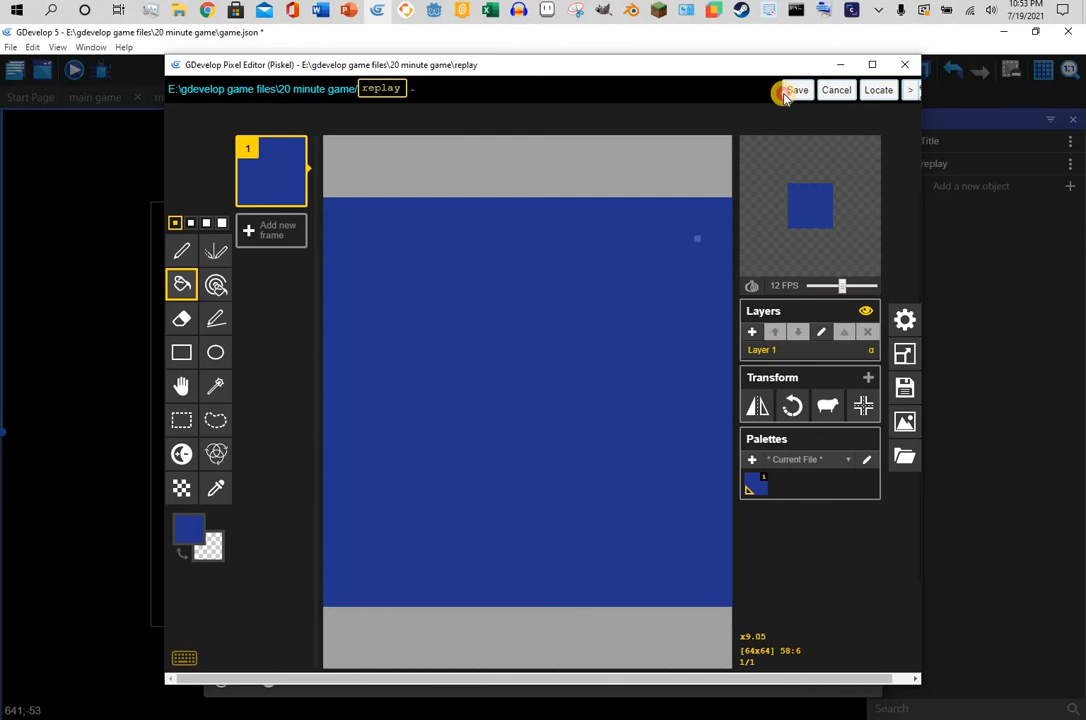 10:53 PM
7/19/2021
GDevelop 5 - E:\gdevelop game files\20 minute game\game.json *
File Edit View Window Help
GDevelop Pixel Editor (Piskel) - E:\gdevelop game files\20 minute game\replay
E:\gdevelop game files\20 minute game/ replay -
Save Cancel Locate >
Start Page main game
Title
replay
Add a new object
1
Add new
frame
12 FPS
Layers
Layer 1 α
Transform
Palettes
* Current File *
1
x9.05
[64x64] 58:6
1/1
641;-53
Search